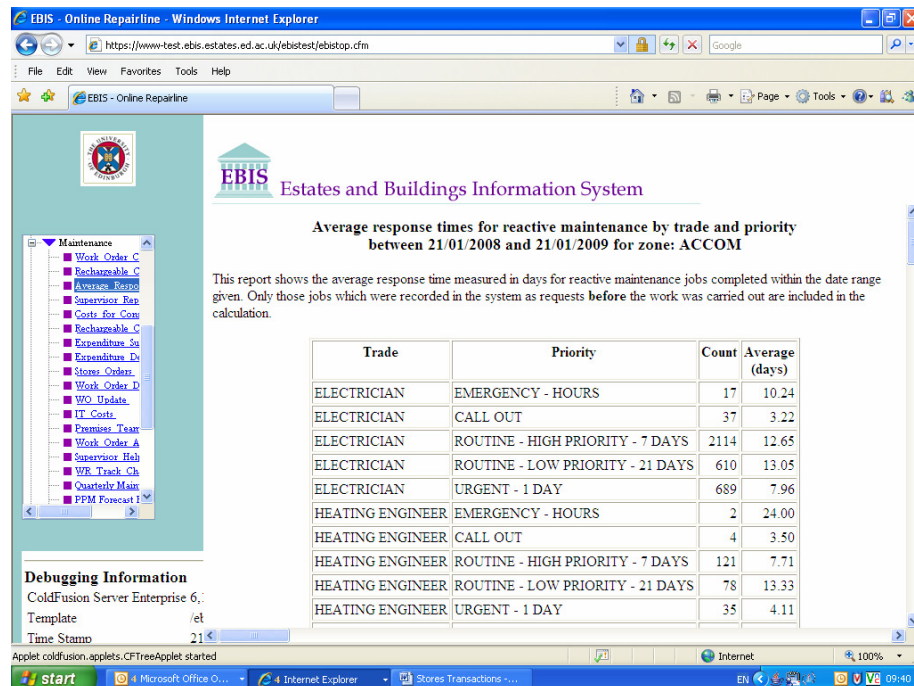 EBIS - Online Repairline - Windows Internet Explorer
https://www-test.ebis.estates.ed.ac.uk/ebistest/ebistop.cfm
Google
File Edit View Favorites Tools Help
EBIS - Online Repairline
Page Tools
THE UNIVERSITY OF EDINBURGH
EBIS Estates and Buildings Information System
Average response times for reactive maintenance by trade and priority
between 21/01/2008 and 21/01/2009 for zone: ACCOM
This report shows the average response time measured in days for reactive maintenance jobs completed within the date range
given. Only those jobs which were recorded in the system as requests before the work was carried out are included in the
calculation.
Maintenance
Work Order C
Rechargeable C
Average Respo
Supervisor Rep
Costs for Com
Rechargeable C
Expenditure Su
Expenditure De
Stores Orders
Work Order D
WO Update
IT Costs
Premises Team
Work Order A
Supervisor Help
WR Track Ch
Quarterly Main
PPM Forecast
Trade Priority Count Average
(days)
ELECTRICIAN EMERGENCY - HOURS 17 10.24
ELECTRICIAN CALL OUT 37 3.22
ELECTRICIAN ROUTINE - HIGH PRIORITY - 7 DAYS 2114 12.65
ELECTRICIAN ROUTINE - LOW PRIORITY - 21 DAYS 610 13.05
ELECTRICIAN URGENT - 1 DAY 689 7.96
HEATING ENGINEER EMERGENCY - HOURS 2 24.00
HEATING ENGINEER CALL OUT 4 3.50
HEATING ENGINEER ROUTINE - HIGH PRIORITY - 7 DAYS 121 7.71
HEATING ENGINEER ROUTINE - LOW PRIORITY - 21 DAYS 78 13.33
HEATING ENGINEER URGENT - 1 DAY 35 4.11
Debugging Information
ColdFusion Server Enterprise 6,
Template /eb
Time Stamp 21
Applet coldfusion.applets.CFTreeApplet started
Internet 100%
start 4 Microsoft Office O... 4 Internet Explorer Stores Transactions -... EN 09:40